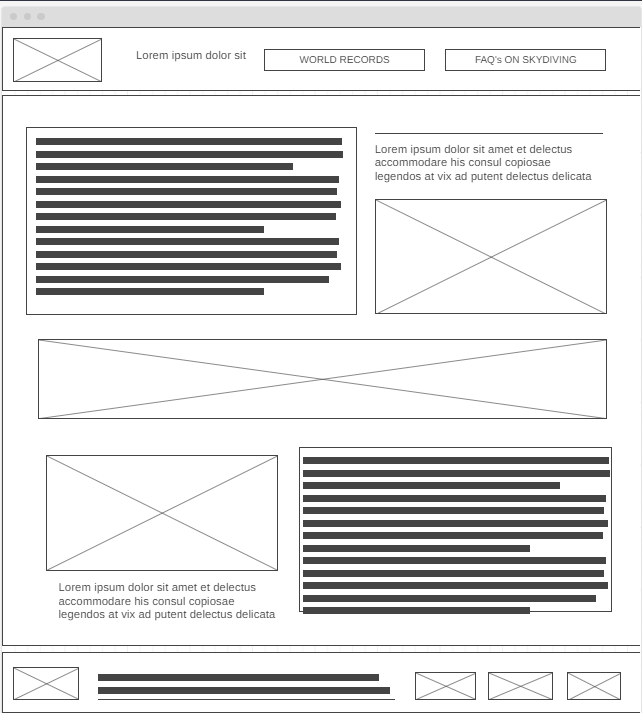 Lorem ipsum dolor sit
WORLD RECORDS
FAQ's ON SKYDIVING
Lorem ipsum dolor sit amet et delectus
accommodare his consul copiosae
legendos at vix ad putent delectus delicata
Lorem ipsum dolor sit amet et delectus
accommodare his consul copiosae
legendos at vix ad putent delectus delicata